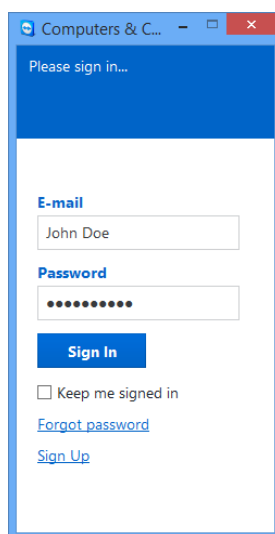 Computers & C...
Please sign in...
E-mail
John Doe
Password
●●●●●●●●●●
Sign In
Keep me signed in
Forgot password
Sign Up